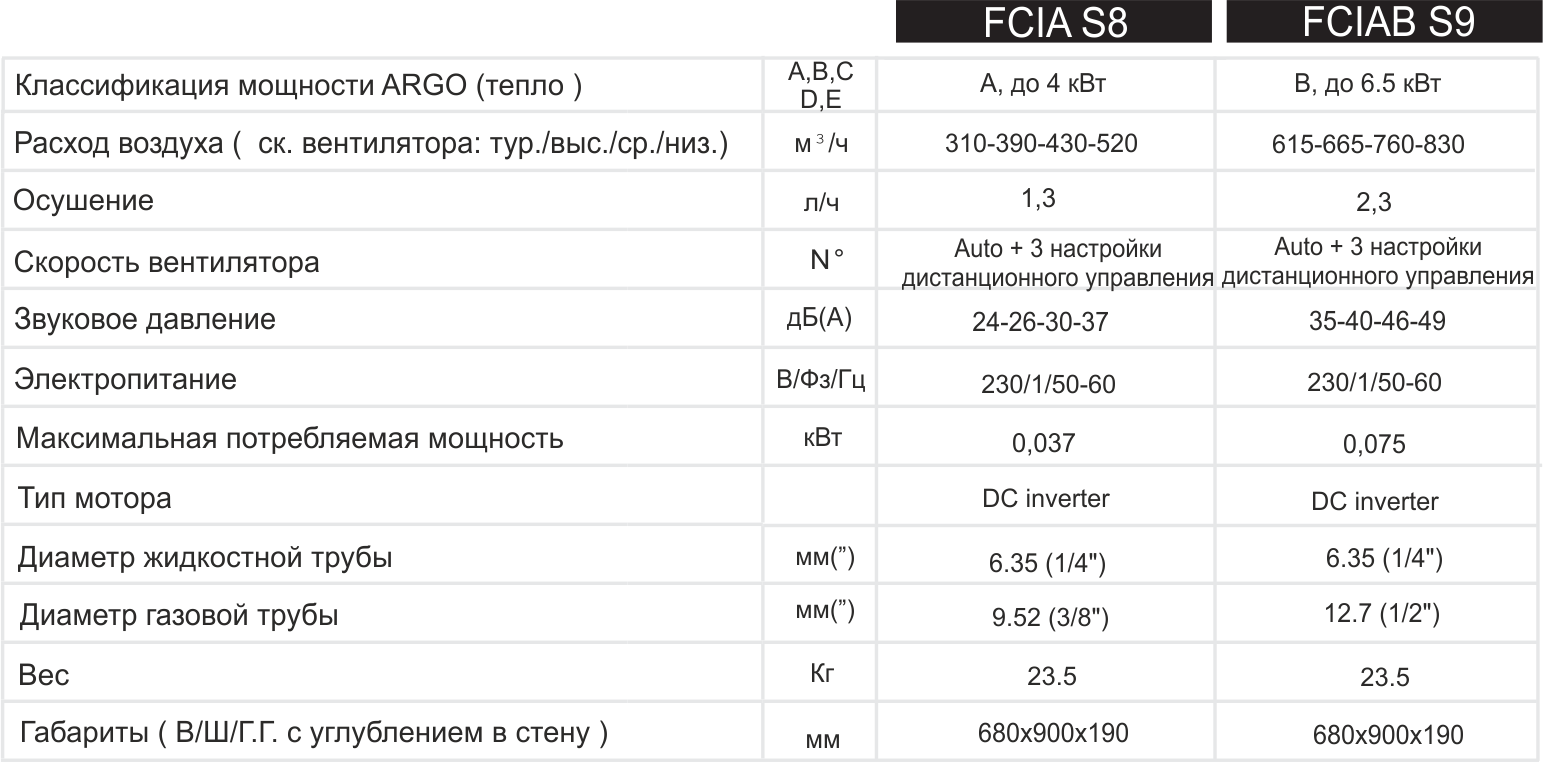 FCIA S8 FCIAB S9
Классификация мощности ARGO (тепло ) A,B,C D,E A, до 4 кВт B, до 6.5 кВт
Расход воздуха ( ск. вентилятора: тур./выс./ср./низ.) м³/ч 310-390-430-520 615-665-760-830
Осушение л/ч 1,3 2,3
Скорость вентилятора N° Auto + 3 настройки дистанционного управления Auto + 3 настройки дистанционного управления
Звуковое давление дБ(А) 24-26-30-37 35-40-46-49
Электропитание В/Фз/Гц 230/1/50-60 230/1/50-60
Максимальная потребляемая мощность кВт 0,037 0,075
Тип мотора DC inverter DC inverter
Диаметр жидкостной трубы мм(”) 6.35 (1/4") 6.35 (1/4")
Диаметр газовой трубы мм(”) 9.52 (3/8") 12.7 (1/2")
Вес Кг 23.5 23.5
Габариты ( В/Ш/Г.Г. с углублением в стену ) мм 680x900x190 680x900x190